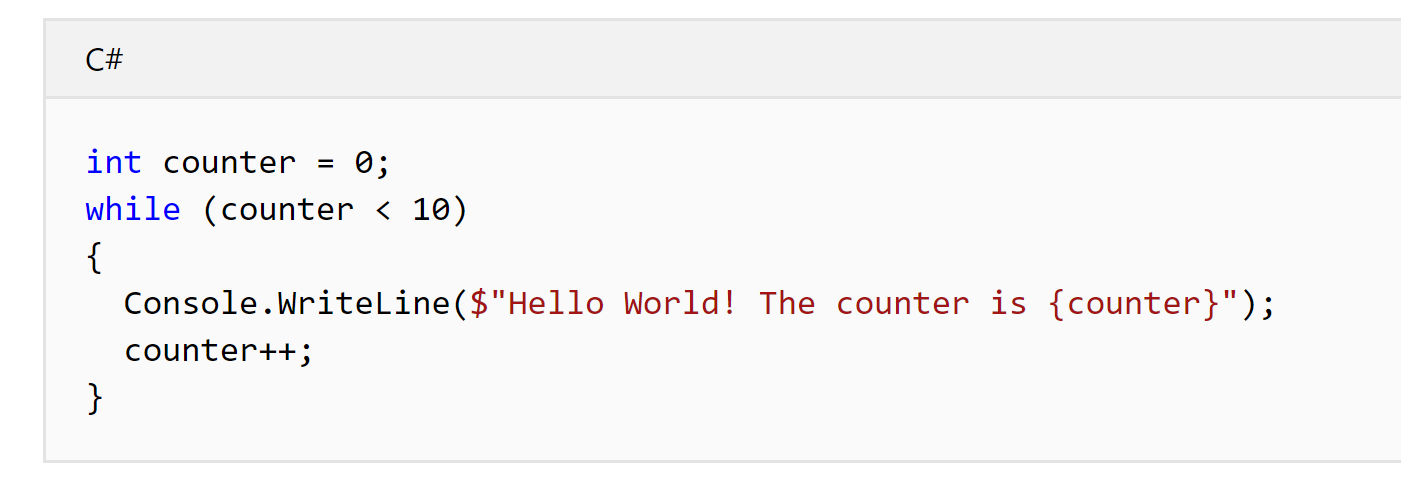 C#
int counter = 0;
while (counter < 10)
{
  Console.WriteLine($"Hello World! The counter is {counter}");
  counter++;
}